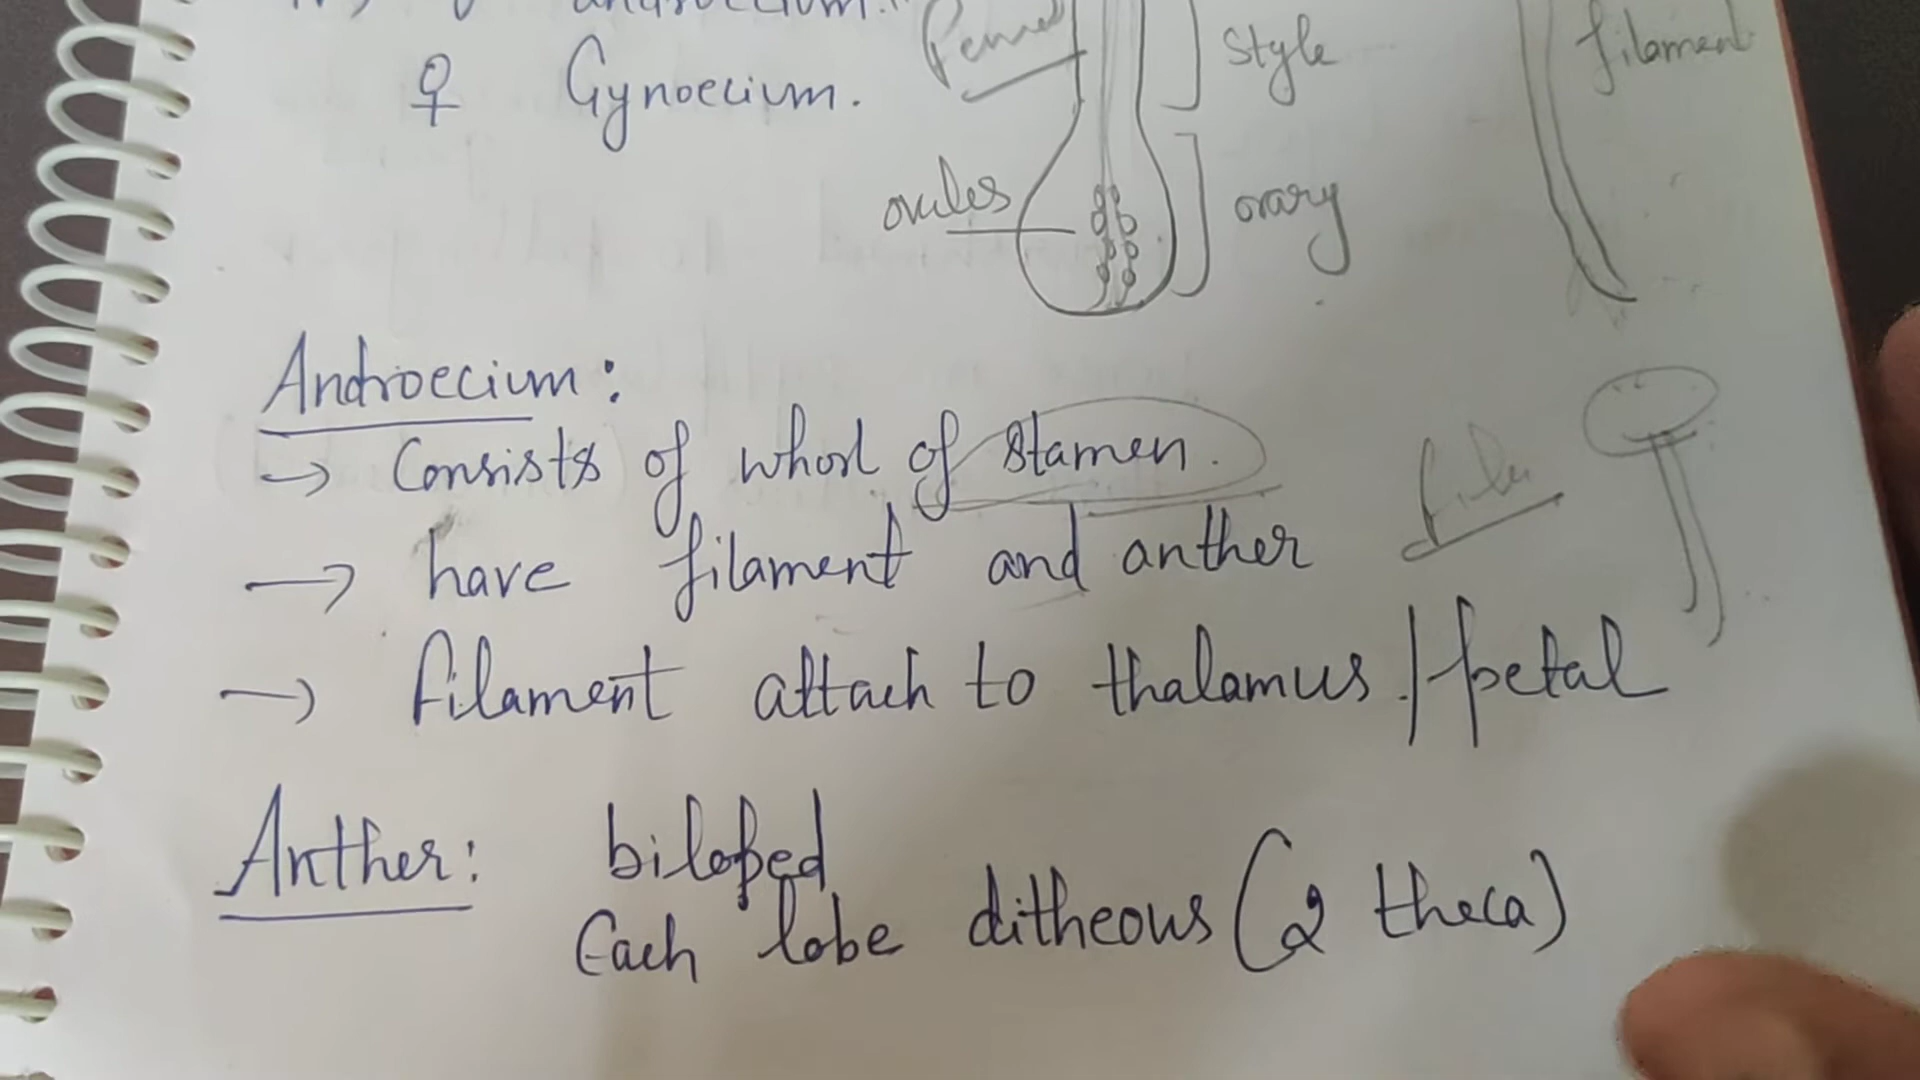 androecium.
♀ Gynoecium.
Style
filament
ovules
ovary
Androecium:
→ Consists of whorl of stamen.
→ have filament and anther
→ filament attach to thalamus / petal
Anther: bilobed
Each lobe ditheous (2 theca)